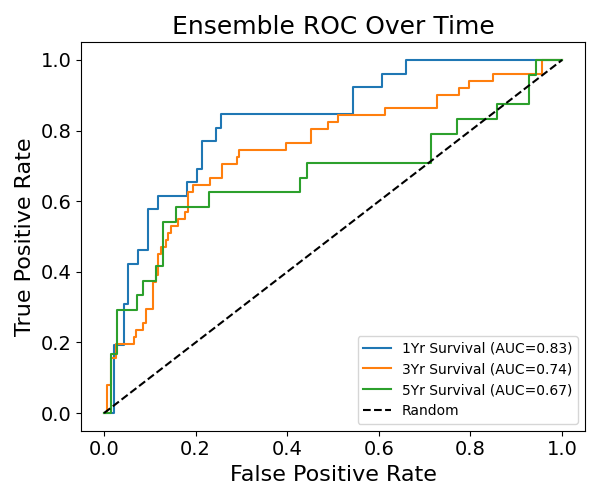 Ensemble ROC Over Time
True Positive Rate
1.0
0.8
0.6
0.4
0.2
0.0
0.0 0.2 0.4 0.6 0.8 1.0
False Positive Rate
1Yr Survival (AUC=0.83)
3Yr Survival (AUC=0.74)
5Yr Survival (AUC=0.67)
Random